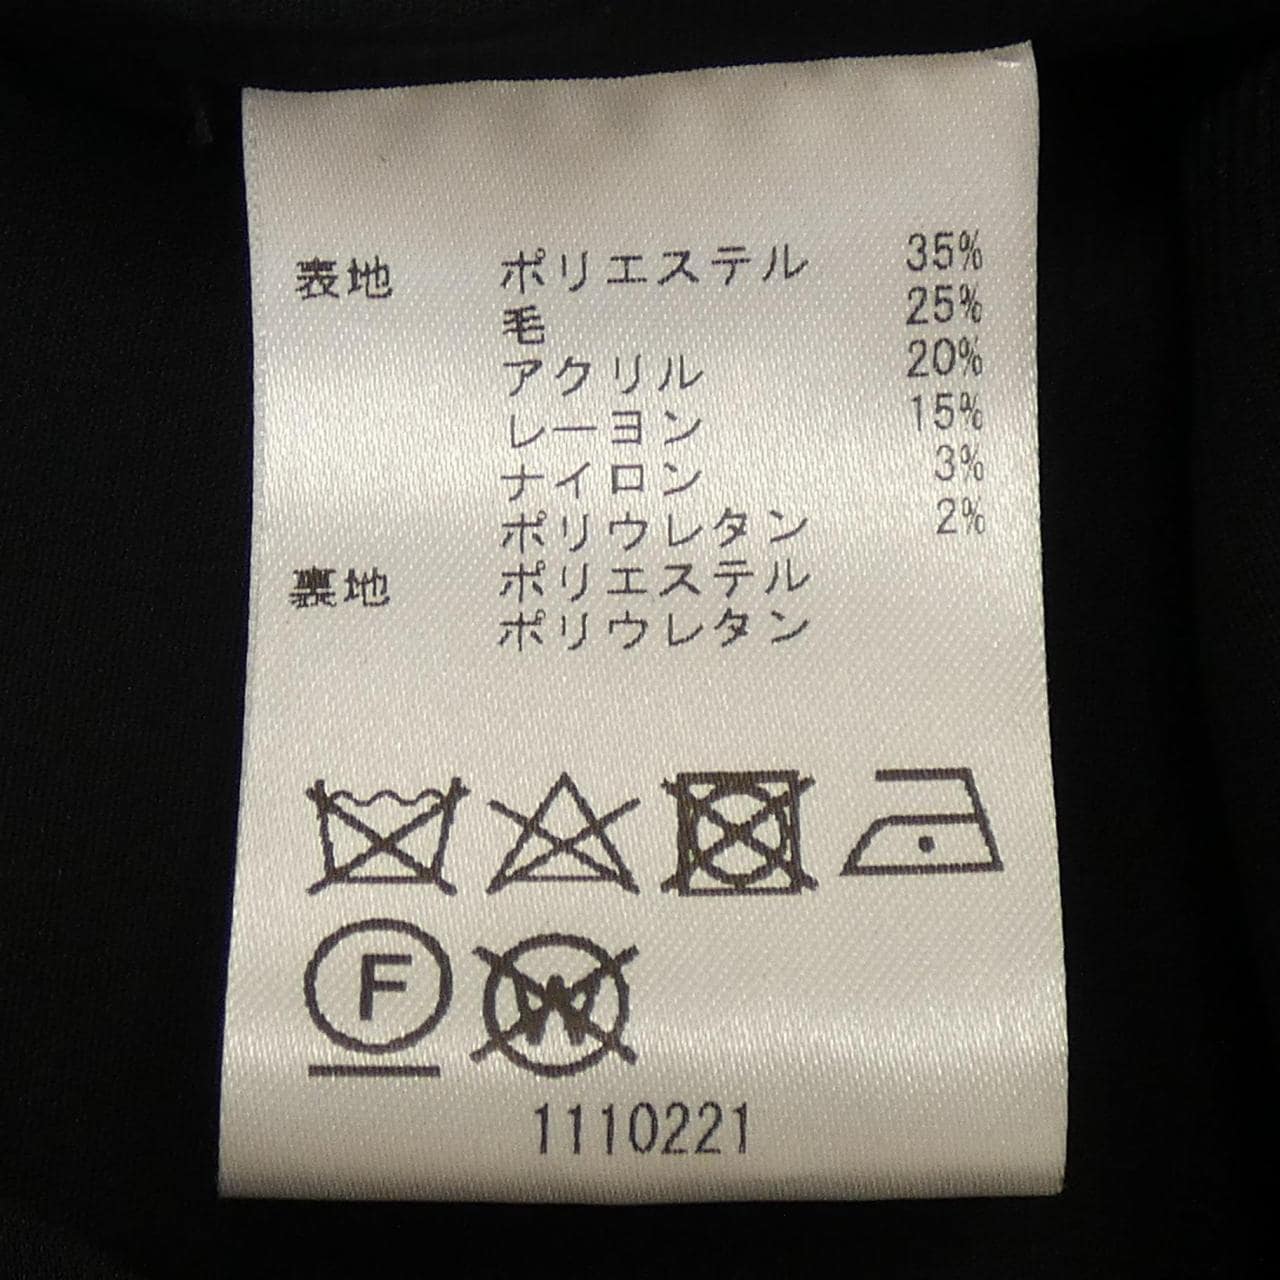 表地 ポリエステル 35%
毛 25%
アクリル 20%
レーヨン 15%
ナイロン 3%
ポリウレタン 2%
裏地 ポリエステル
ポリウレタン
F W
1110221